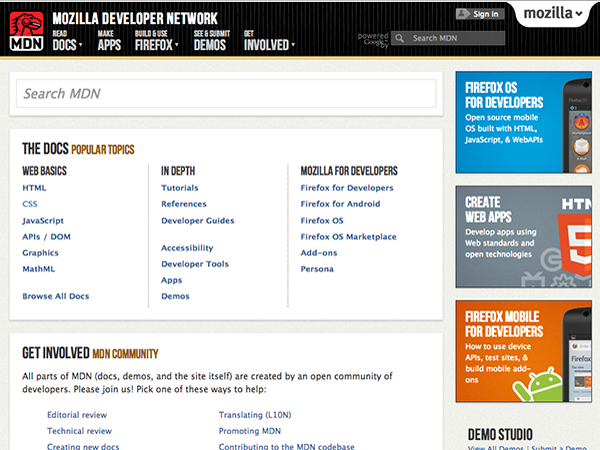 MDN
MOZILLA DEVELOPER NETWORK
READ DOCS
MAKE APPS
BUILD & USE FIREFOX
SEE & SUBMIT DEMOS
GET INVOLVED
Sign in
powered by Google™
Search MDN
mozilla
Search MDN
THE DOCS POPULAR TOPICS
WEB BASICS
HTML
CSS
JavaScript
APIs / DOM
Graphics
MathML
Browse All Docs
IN DEPTH
Tutorials
References
Developer Guides
Accessibility
Developer Tools
Apps
Demos
MOZILLA FOR DEVELOPERS
Firefox for Developers
Firefox for Android
Firefox OS
Firefox OS Marketplace
Add-ons
Persona
GET INVOLVED MDN COMMUNITY
All parts of MDN (docs, demos, and the site itself) are created by an open community of
developers. Please join us! Pick one of these ways to help:
Editorial review
Technical review
Creating new docs
Translating (L10N)
Promoting MDN
Contributing to the MDN codebase
FIREFOX OS
FOR DEVELOPERS
Open source mobile
OS built with HTML,
JavaScript, & WebAPIs
CREATE
WEB APPS
Develop apps using
Web standards and
open technologies
HTM
5
FIREFOX MOBILE
FOR DEVELOPERS
How to use device
APIs, test sites, &
build mobile add-
ons
DEMO STUDIO
View All Demos | Submit a Demo